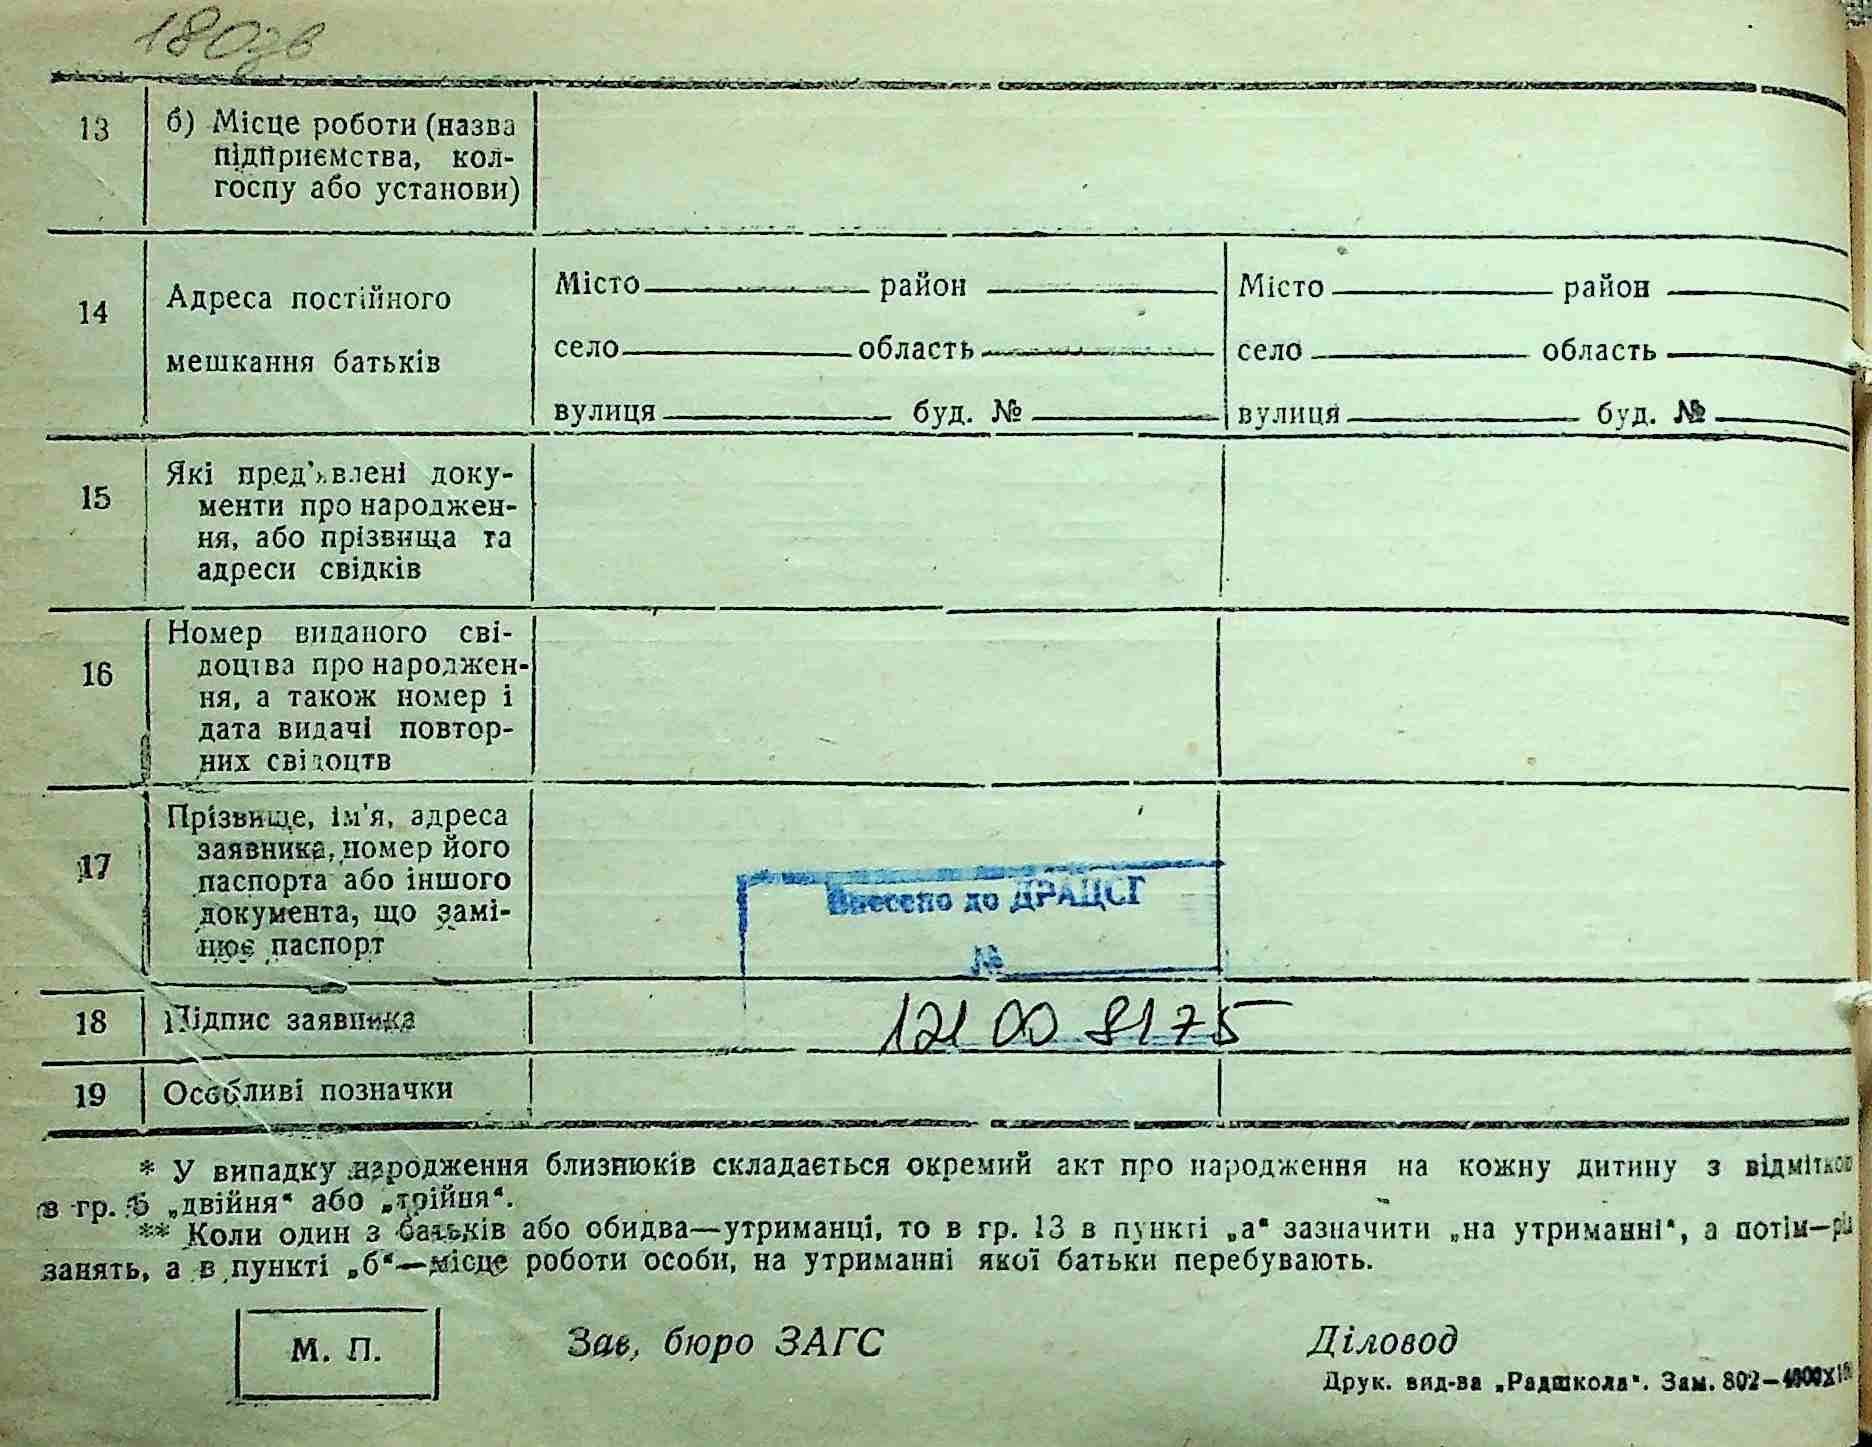 180зв
13
б) Місце роботи (назва
підприємства, кол-
госпу або установи)
14
Адреса постійного
мешкання батьків
Місто район
село область
вулиця буд. №
Місто район
село область
вулиця буд. №
15
Які пред'явлені доку-
менти про народжен-
ня, або прізвища та
адреси свідків
16
Номер виданого сві-
доцтва про народжен-
ня, а також номер і
дата видачі повтор-
них свідоцтв
17
Прізвище, ім'я, адреса
заявника, номер його
паспорта або іншого
документа, що замі-
нює паспорт
Внесено до ДРАЦСГ
№
18
Підпис заявника
121 00 8175
19
Особливі позначки
* У випадку народження близнюків складається окремий акт про народження на кожну дитину з відміткою
в гр. 5 „двійня“ або „трійня“.
** Коли один з батьків або обидва—утриманці, то в гр. 13 в пункті „а“ зазначити „на утриманні“, а потім—рід
занять, а в пункті „б“—місце роботи особи, на утриманні якої батьки перебувають.
М. П.
Зав, бюро ЗАГС
Діловод
Друк. вид-ва „Радшкола“. Зам. 802—4000X